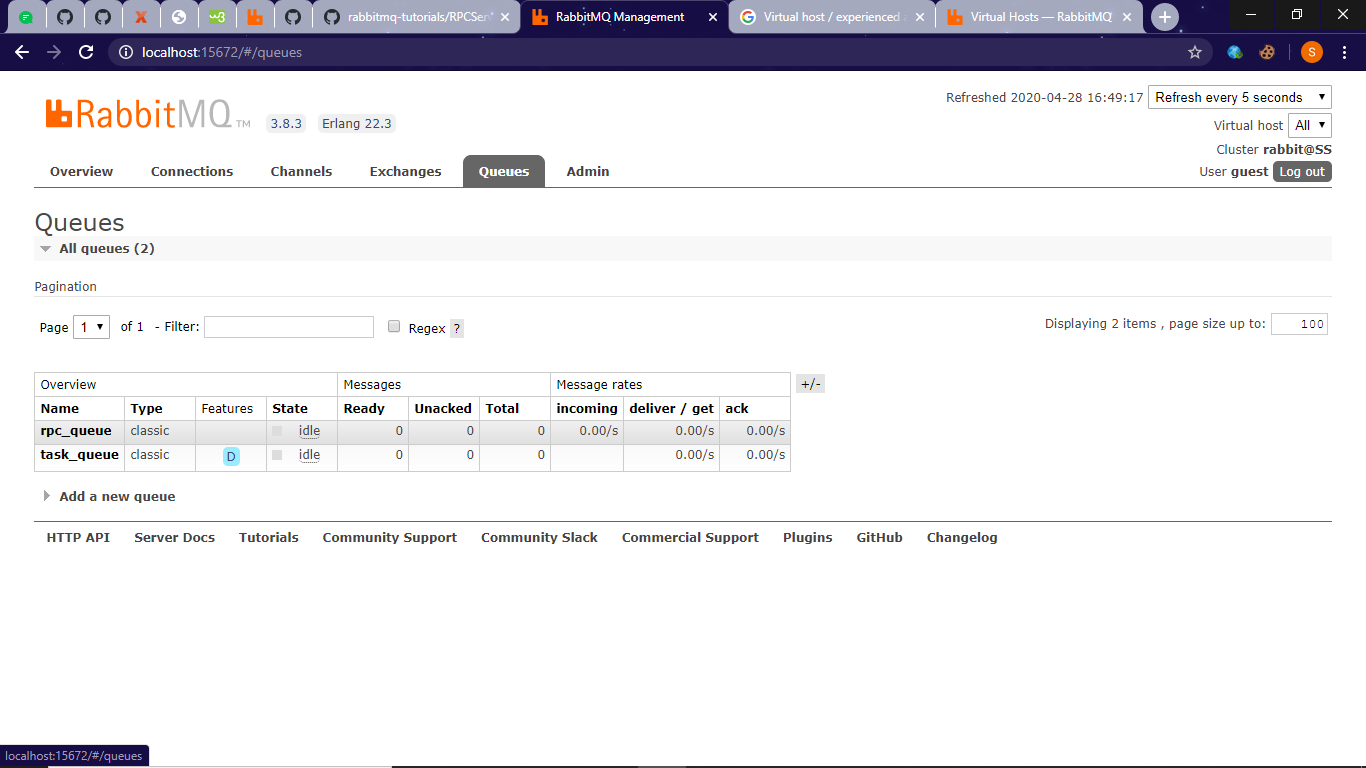 rabbitmq-tutorials/RPCSer
RabbitMQ Management
Virtual host / experienced
Virtual Hosts — RabbitMQ
localhost:15672/#/queues
S
RabbitMQ TM 3.8.3 Erlang 22.3
Refreshed 2020-04-28 16:49:17 Refresh every 5 seconds
Virtual host All
Cluster rabbit@SS
User guest Log out
Overview Connections Channels Exchanges Queues Admin
Queues
All queues (2)
Pagination
Page 1 of 1 - Filter: Regex ? Displaying 2 items , page size up to: 100
Overview Messages Message rates +/-
Name Type Features State Ready Unacked Total incoming deliver / get ack
rpc_queue classic idle 0 0 0 0.00/s 0.00/s 0.00/s
task_queue classic D idle 0 0 0 0.00/s 0.00/s
Add a new queue
HTTP API Server Docs Tutorials Community Support Community Slack Commercial Support Plugins GitHub Changelog
localhost:15672/#/queues